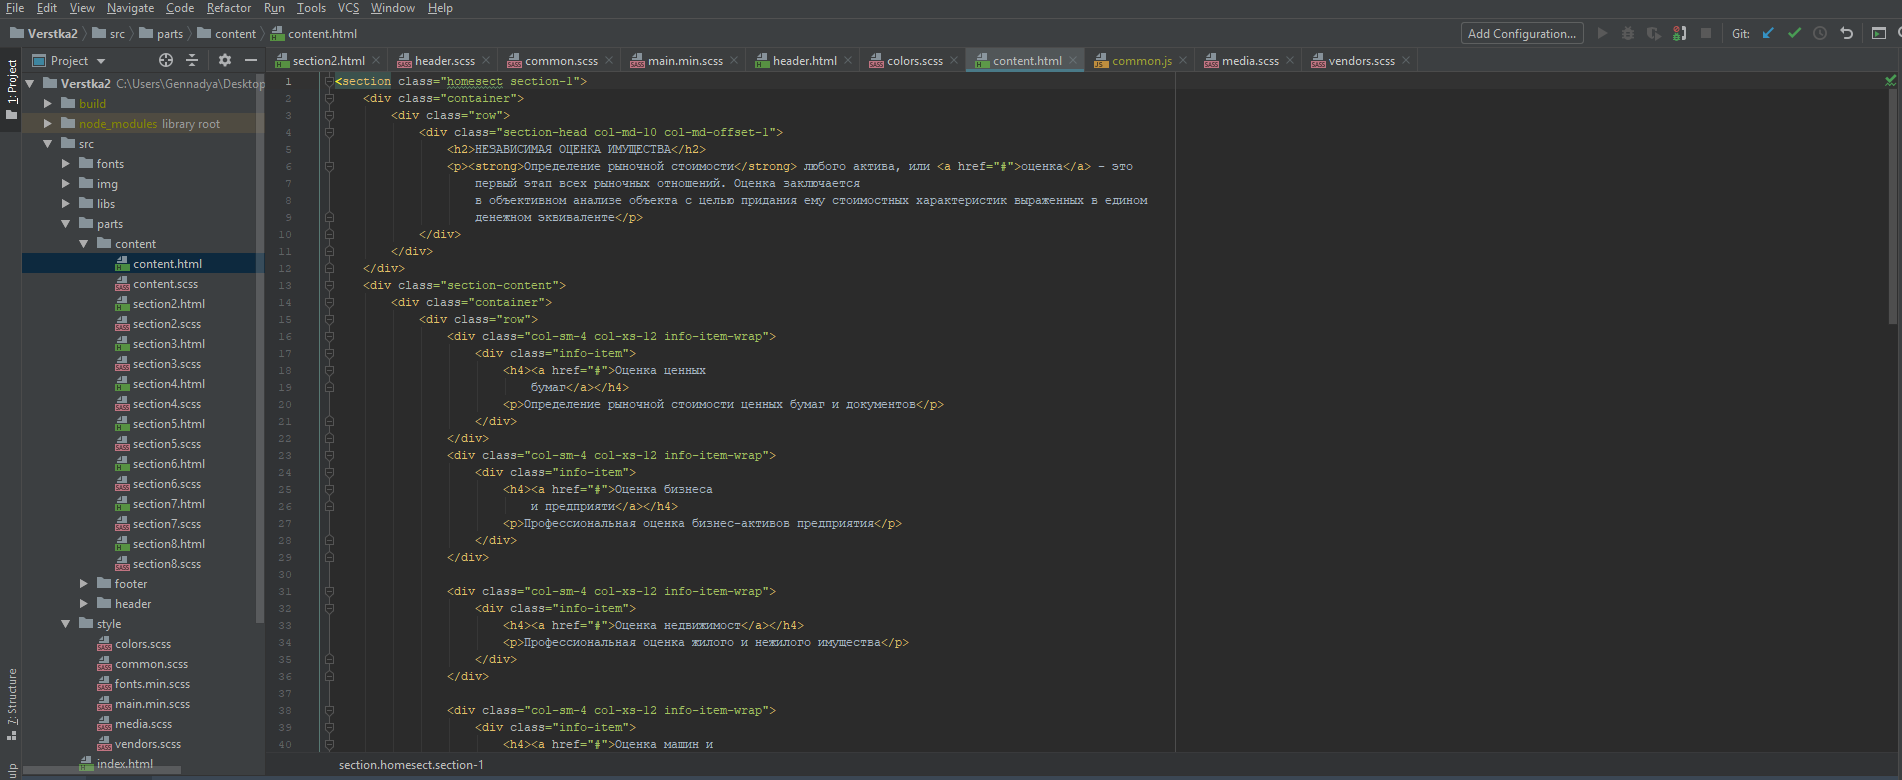 File Edit View Navigate Code Refactor Run Tools VCS Window Help
Verstka2 src parts content content.html Add Configuration... Git:
Project section2.html header.scss common.scss main.min.scss header.html colors.scss content.html common.js media.scss vendors.scss
1: Project
7: Structure
Verstka2 C:\Users\Gennadya\Desktop
build
node_modules library root
src
fonts
img
libs
parts
content
content.html
content.scss
section2.html
section2.scss
section3.html
section3.scss
section4.html
section4.scss
section5.html
section5.scss
section6.html
section6.scss
section7.html
section7.scss
section8.html
section8.scss
footer
header
style
colors.scss
common.scss
fonts.min.scss
main.min.scss
media.scss
vendors.scss
index.html
1 <section class="homesect section-1">
2 <div class="container">
3 <div class="row">
4 <div class="section-head col-md-10 col-md-offset-1">
5 <h2>НЕЗАВИСИМАЯ ОЦЕНКА ИМУЩЕСТВА</h2>
6 <p><strong>Определение рыночной стоимости</strong> любого актива, или <a href="#">оценка</a> - это
7 первый этап всех рыночных отношений. Оценка заключается
8 в объективном анализе объекта с целью придания ему стоимостных характеристик выраженных в едином
9 денежном эквиваленте</p>
10 </div>
11 </div>
12 </div>
13 <div class="section-content">
14 <div class="container">
15 <div class="row">
16 <div class="col-sm-4 col-xs-12 info-item-wrap">
17 <div class="info-item">
18 <h4><a href="#">Оценка ценных
19 бумаг</a></h4>
20 <p>Определение рыночной стоимости ценных бумаг и документов</p>
21 </div>
22 </div>
23 <div class="col-sm-4 col-xs-12 info-item-wrap">
24 <div class="info-item">
25 <h4><a href="#">Оценка бизнеса
26 и предприяти</a></h4>
27 <p>Профессиональная оценка бизнес-активов предприятия</p>
28 </div>
29 </div>
30
31 <div class="col-sm-4 col-xs-12 info-item-wrap">
32 <div class="info-item">
33 <h4><a href="#">Оценка недвижимост</a></h4>
34 <p>Профессиональная оценка жилого и нежилого имущества</p>
35 </div>
36 </div>
37
38 <div class="col-sm-4 col-xs-12 info-item-wrap">
39 <div class="info-item">
40 <h4><a href="#">Оценка машин и
section.homesect.section-1